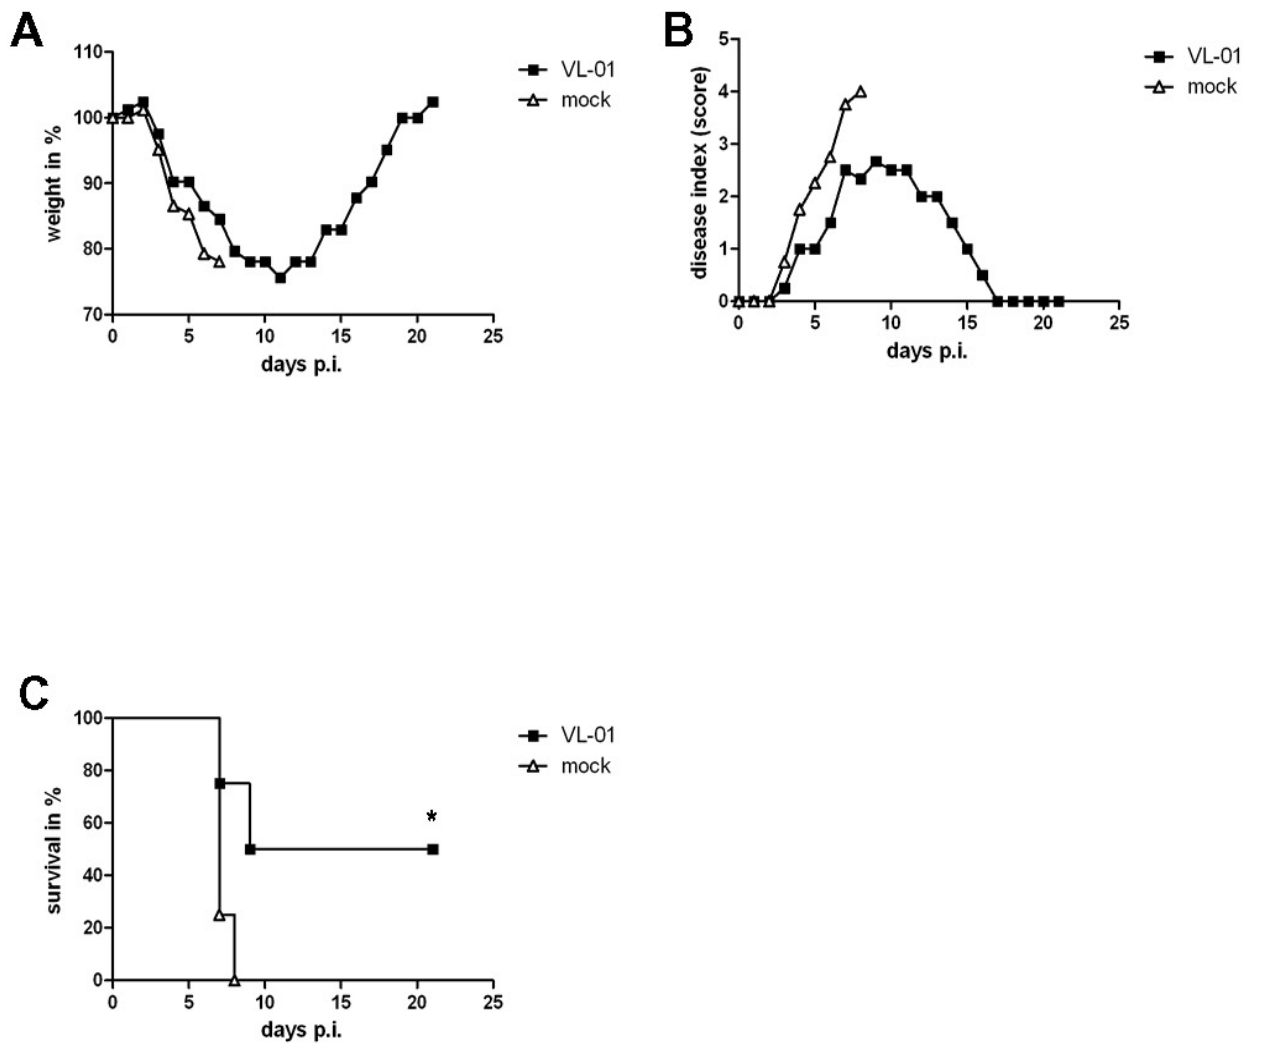 A
110
100
90
80
70
weight in %
0 5 10 15 20 25
days p.i.
VL-01
mock
B
5
4
3
2
1
0
disease index (score)
0 5 10 15 20 25
days p.i.
VL-01
mock
C
100
80
60
40
20
0
survival in %
0 5 10 15 20 25
days p.i.
VL-01
mock
*